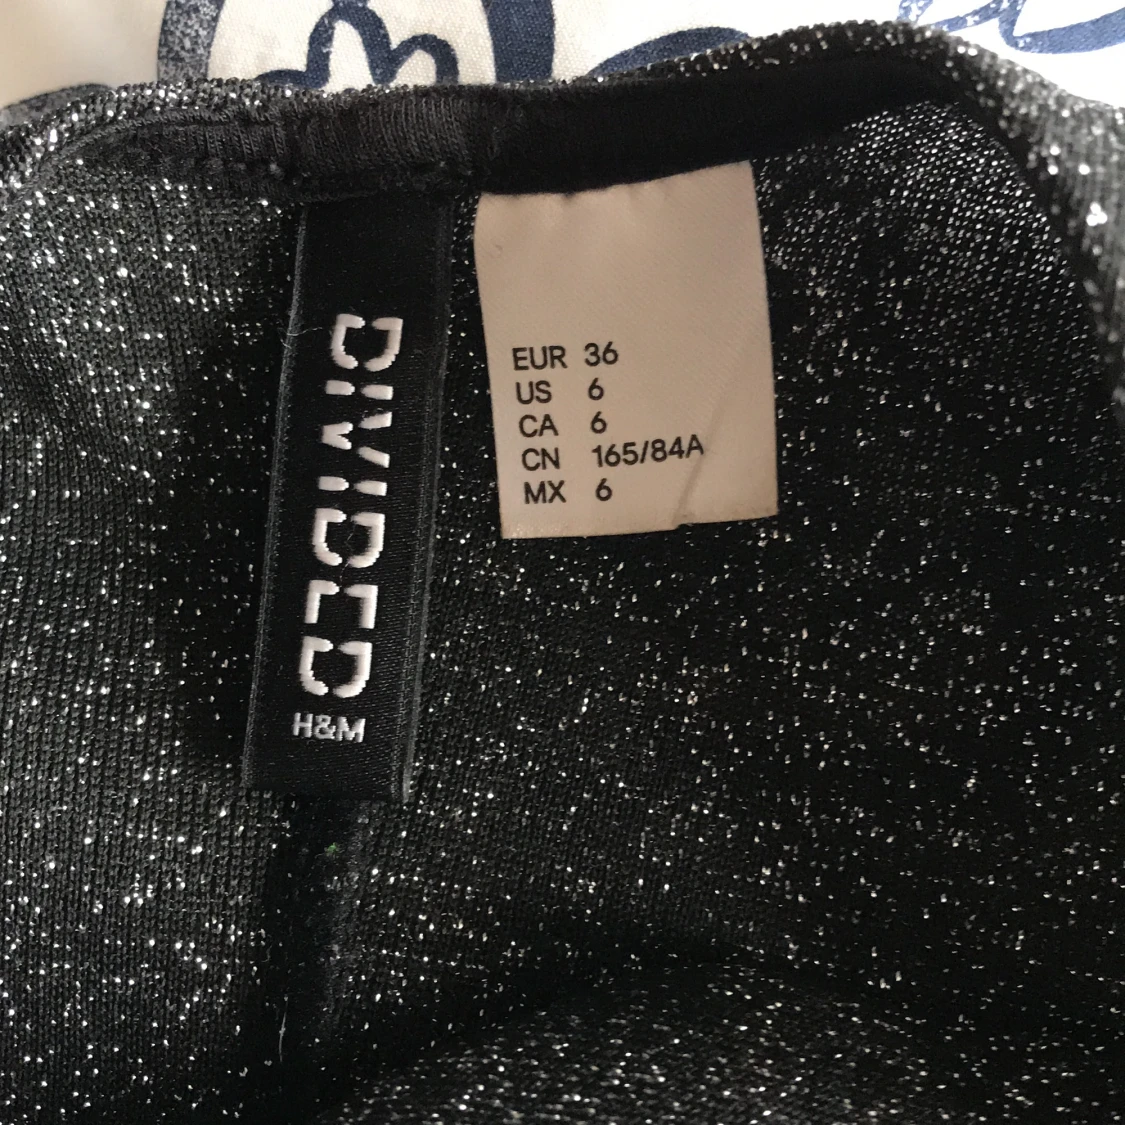 DIVIDED
H&M
EUR 36
US 6
CA 6
CN 165/84A
MX 6